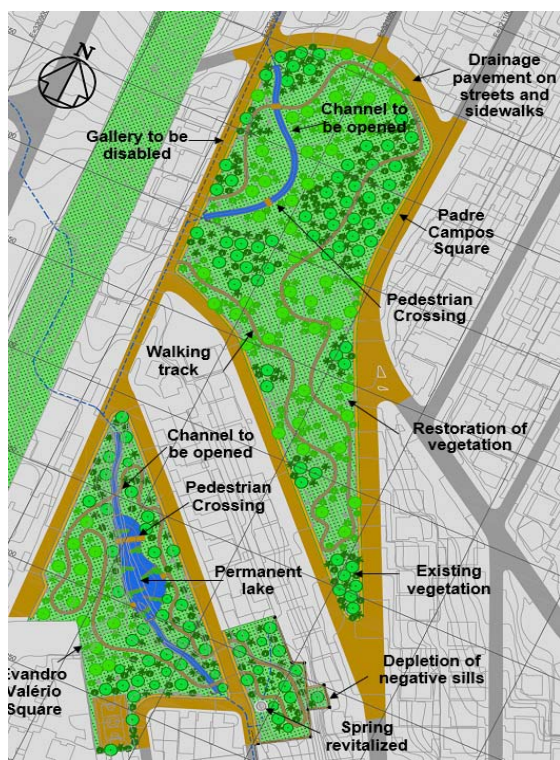 N
Drainage
pavement on
streets and
sidewalks
Channel to
be opened
Gallery to be
disabled
Padre
Campos
Square
Pedestrian
Crossing
Walking
track
Restoration of
vegetation
Channel to
be opened
Pedestrian
Crossing
Permanent
lake
Existing
vegetation
Evandro
Valério
Square
Depletion of
negative sills
Spring
revitalized